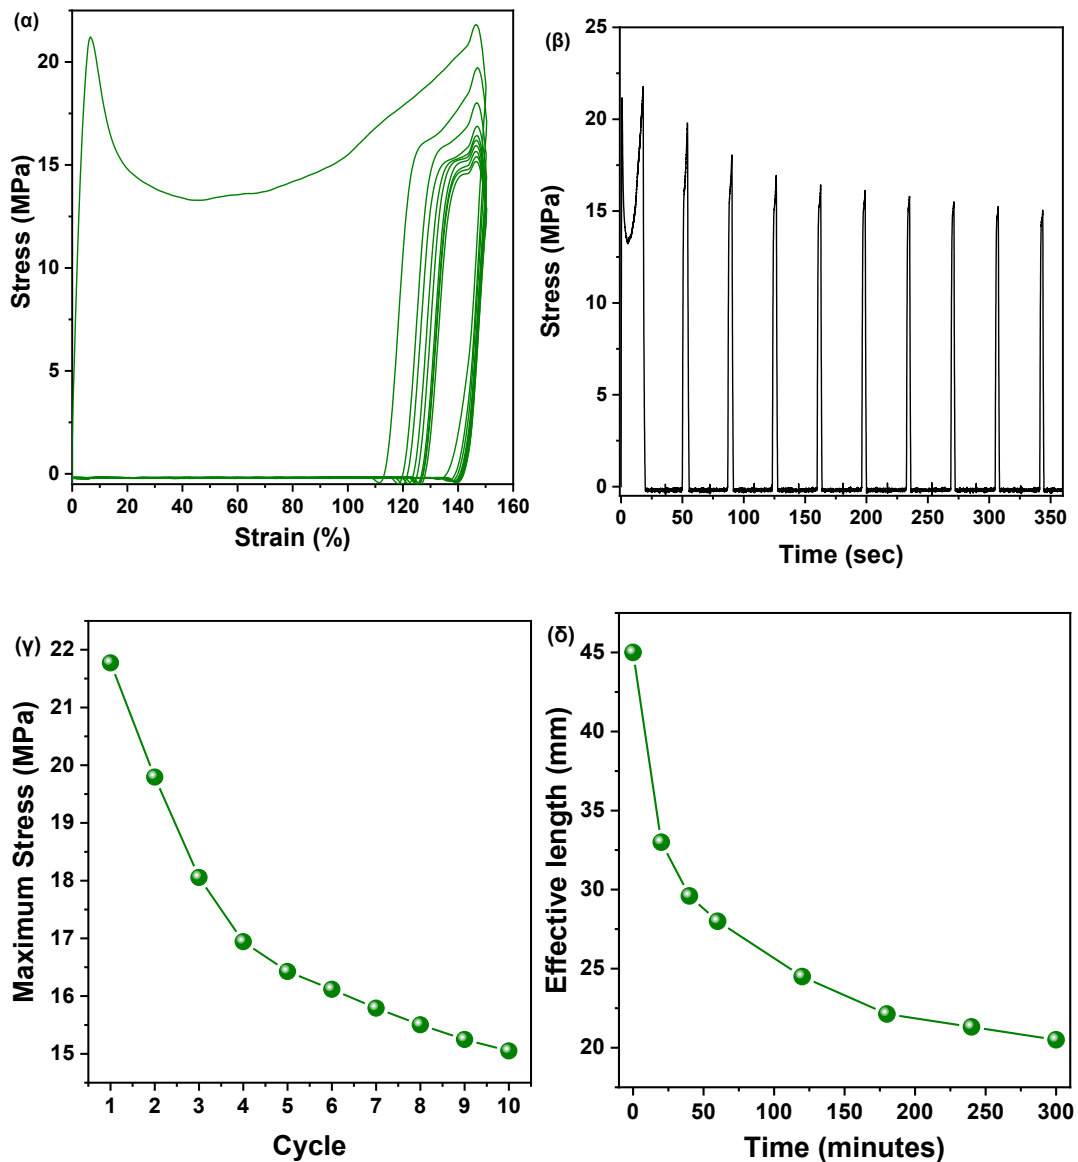 (α)
Stress (MPa)
20
15
10
5
0
0 20 40 60 80 100 120 140 160
Strain (%)
(β)
Stress (MPa)
25
20
15
10
5
0
0 50 100 150 200 250 300 350
Time (sec)
(γ)
Maximum Stress (MPa)
22
21
20
19
18
17
16
15
1 2 3 4 5 6 7 8 9 10
Cycle
(δ)
Effective length (mm)
45
40
35
30
25
20
0 50 100 150 200 250 300
Time (minutes)